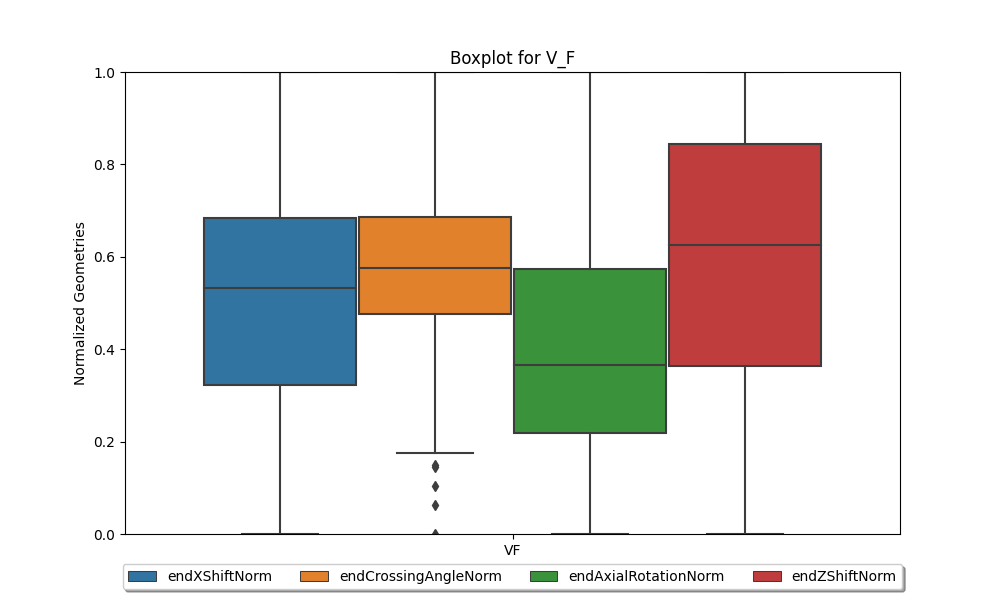 Boxplot for V_F
1.0
0.8
0.6
0.4
0.2
0.0
Normalized Geometries
VF
endXShiftNorm endCrossingAngleNorm endAxialRotationNorm endZShiftNorm